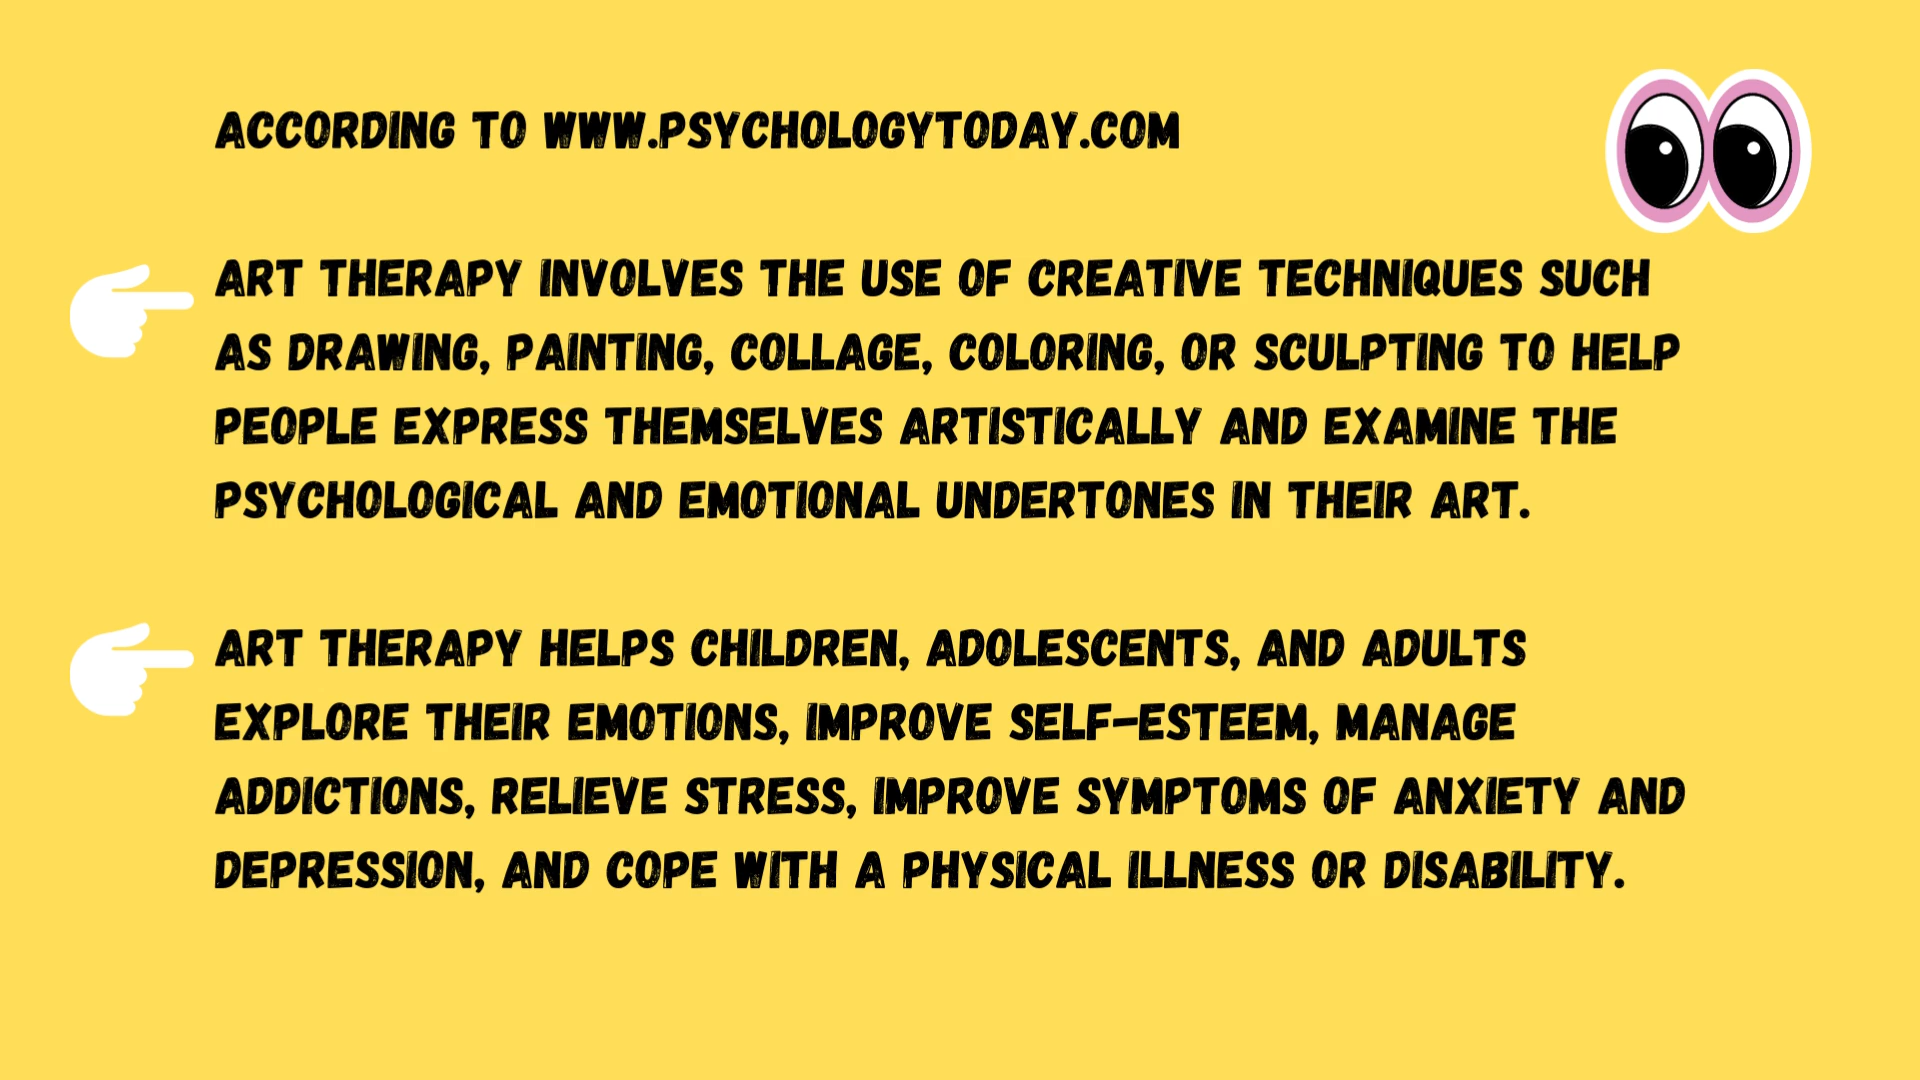 ACCORDING TO WWW.PSYCHOLOGYTODAY.COM
ART THERAPY INVOLVES THE USE OF CREATIVE TECHNIQUES SUCH
AS DRAWING, PAINTING, COLLAGE, COLORING, OR SCULPTING TO HELP
PEOPLE EXPRESS THEMSELVES ARTISTICALLY AND EXAMINE THE
PSYCHOLOGICAL AND EMOTIONAL UNDERTONES IN THEIR ART.
ART THERAPY HELPS CHILDREN, ADOLESCENTS, AND ADULTS
EXPLORE THEIR EMOTIONS, IMPROVE SELF-ESTEEM, MANAGE
ADDICTIONS, RELIEVE STRESS, IMPROVE SYMPTOMS OF ANXIETY AND
DEPRESSION, AND COPE WITH A PHYSICAL ILLNESS OR DISABILITY.